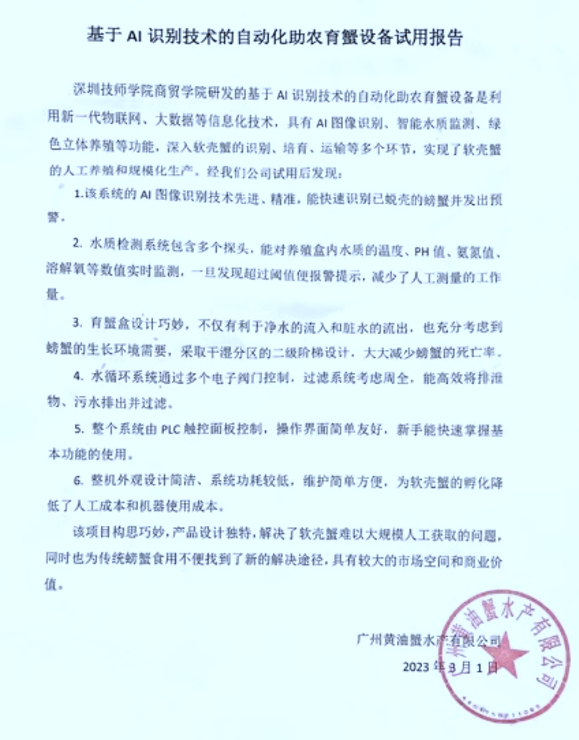 基于 AI 识别技术的自动化助农育蟹设备试用报告
深圳技师学院商贸学院研发的基于 AI 识别技术的自动化助农育蟹设备是利
用新一代物联网、大数据等信息化技术，具有 AI 图像识别、智能水质监测、绿
色立体养殖等功能，深入软壳蟹的识别、培育、运输等多个环节，实现了软壳蟹
的人工养殖和规模化生产。经我们公司试用后发现：
1.该系统的 AI 图像识别技术先进、精准，能快速识别已蜕壳的螃蟹并发出预
警。
2. 水质检测系统包含多个探头，能对养殖盒内水质的温度、PH 值、氨氮值、
溶解氧等数值实时监测，一旦发现超过阈值便报警提示，减少了人工测量的工作
量。
3. 育蟹盒设计巧妙，不仅有利于净水的流入和脏水的流出，也充分考虑到
螃蟹的生长环境需要，采取干湿分区的二级阶梯设计，大大减少螃蟹的死亡率。
4. 水循环系统通过多个电子阀门控制，过滤系统考虑周全，能高效将排泄
物、污水排出并过滤。
5. 整个系统由 PLC 触控面板控制，操作界面简单友好，新手能快速掌握基
本功能的使用。
6. 整机外观设计简洁、系统功耗较低，维护简单方便，为软壳蟹的孵化降
低了人工成本和机器使用成本。
该项目构思巧妙，产品设计独特，解决了软壳蟹难以大规模人工获取的问题，
同时也为传统螃蟹食用不便找到了新的解决途径，具有较大的市场空间和商业价
值。
广州黄油蟹水产有限公司
2023 年 3 月 1 日
广州黄油蟹水产有限公司